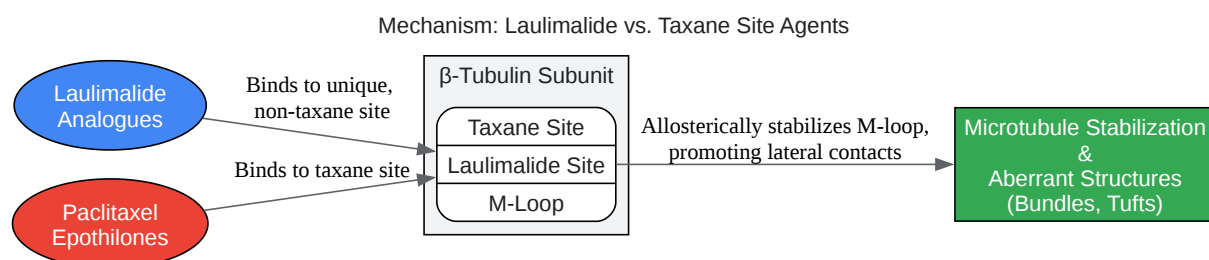 Mechanism: Laulimalide vs. Taxane Site Agents
Laulimalide
Analogues
Binds to unique,
non-taxane site
Paclitaxel
Epothilones
Binds to taxane site
β-Tubulin Subunit
Taxane Site
Laulimalide Site
M-Loop
Allosterically stabilizes M-loop,
promoting lateral contacts
Microtubule Stabilization
&
Aberrant Structures
(Bundles, Tufts)